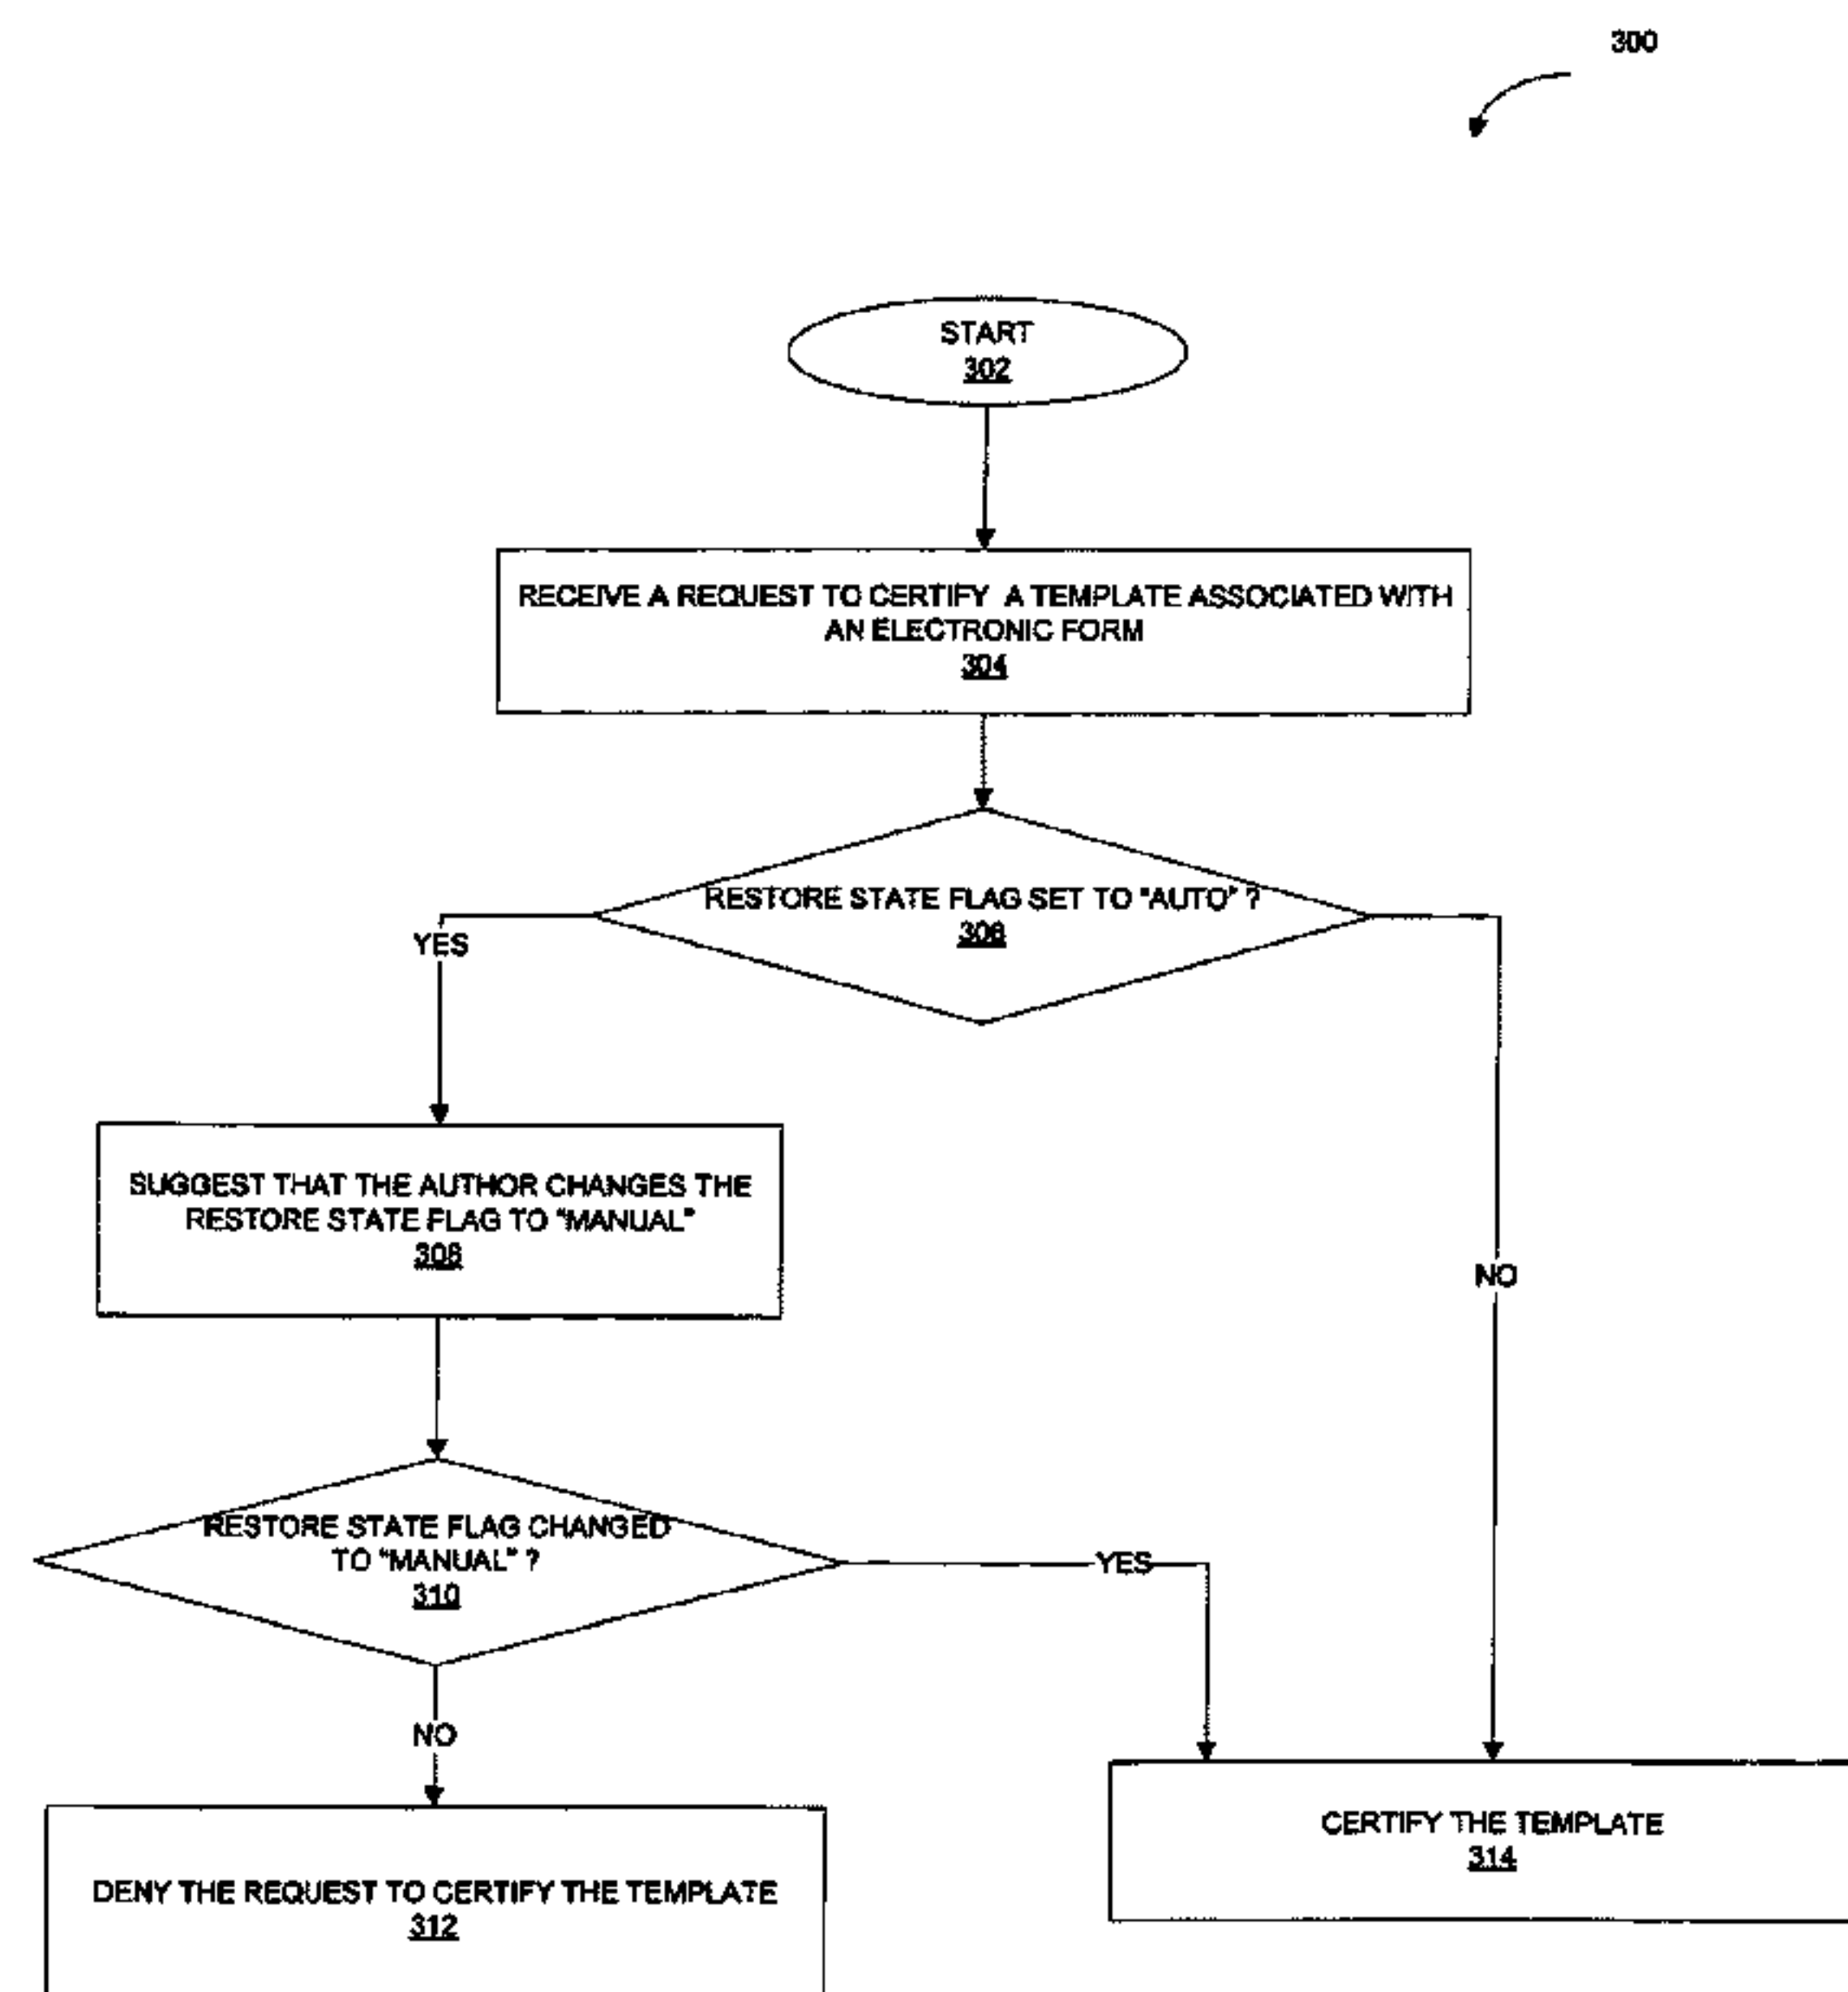 300
START
302
RECEIVE A REQUEST TO CERTIFY A TEMPLATE ASSOCIATED WITH
AN ELECTRONIC FORM
304
RESTORE STATE FLAG SET TO "AUTO" ?
306
YES
NO
SUGGEST THAT THE AUTHOR CHANGES THE
RESTORE STATE FLAG TO "MANUAL"
308
RESTORE STATE FLAG CHANGED
TO "MANUAL" ?
310
YES
NO
CERTIFY THE TEMPLATE
314
DENY THE REQUEST TO CERTIFY THE TEMPLATE
312